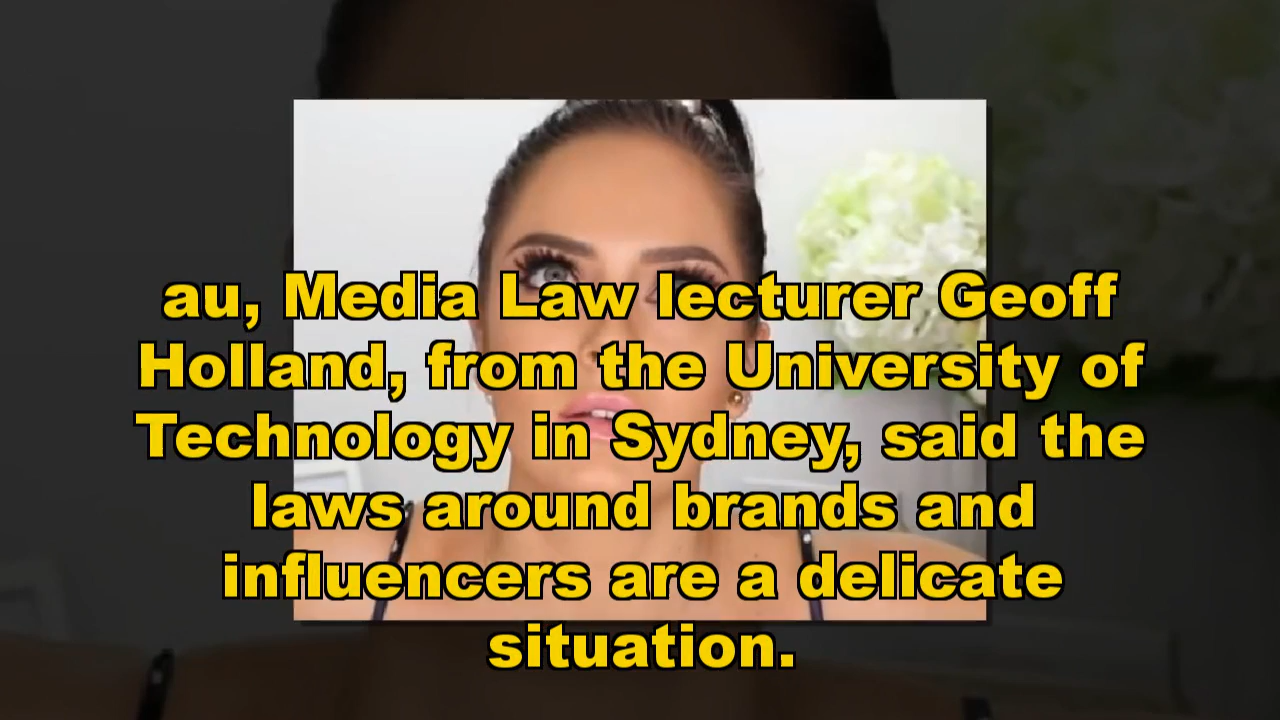 au, Media Law lecturer Geoff
Holland, from the University of
Technology in Sydney, said the
laws around brands and
influencers are a delicate
situation.